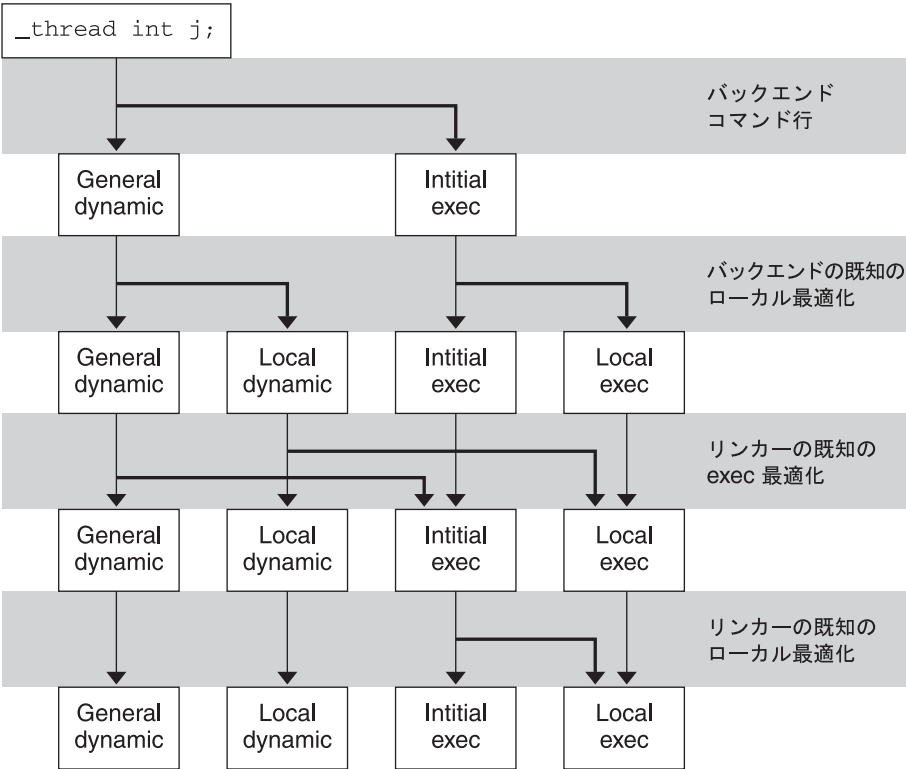 _thread int j;
バックエンド
コマンド行
General
dynamic
Intitial
exec
バックエンドの既知の
ローカル最適化
General
dynamic
Local
dynamic
Intitial
exec
Local
exec
リンカーの既知の
exec 最適化
General
dynamic
Local
dynamic
Intitial
exec
Local
exec
リンカーの既知の
ローカル最適化
General
dynamic
Local
dynamic
Intitial
exec
Local
exec